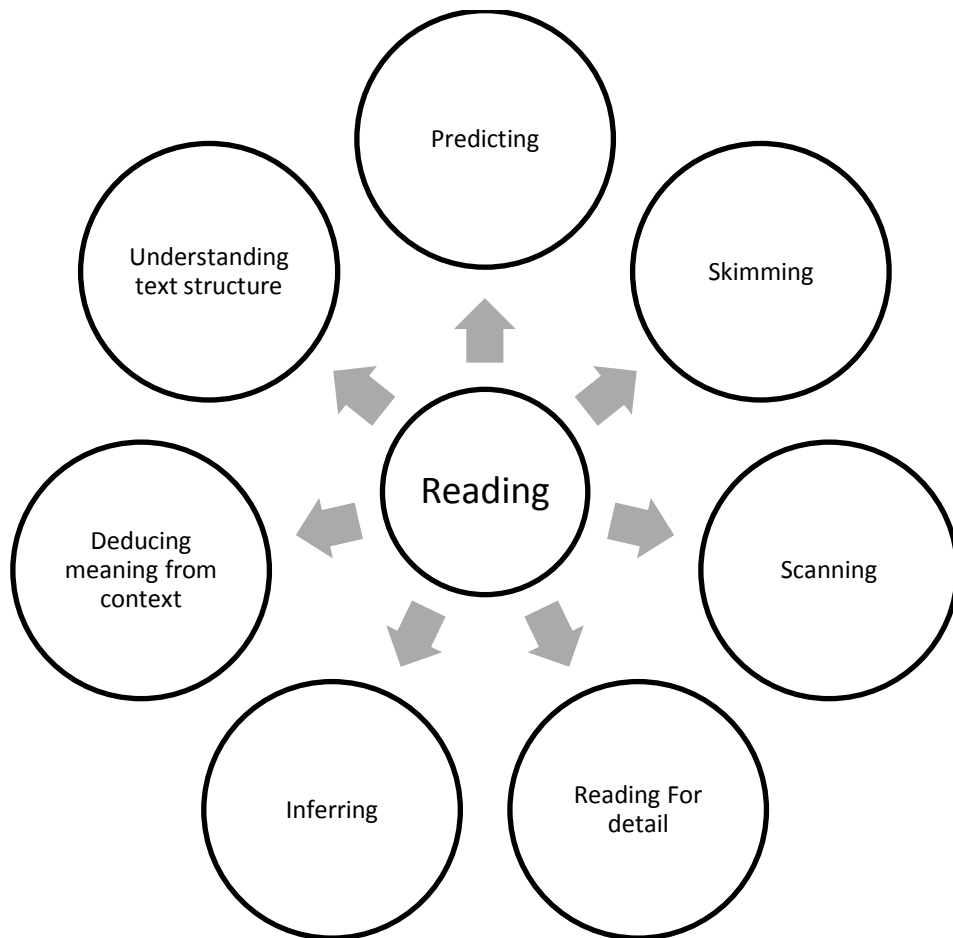 Predicting
Skimming
Scanning
Reading For
detail
Inferring
Deducing
meaning from
context
Understanding
text structure
Reading